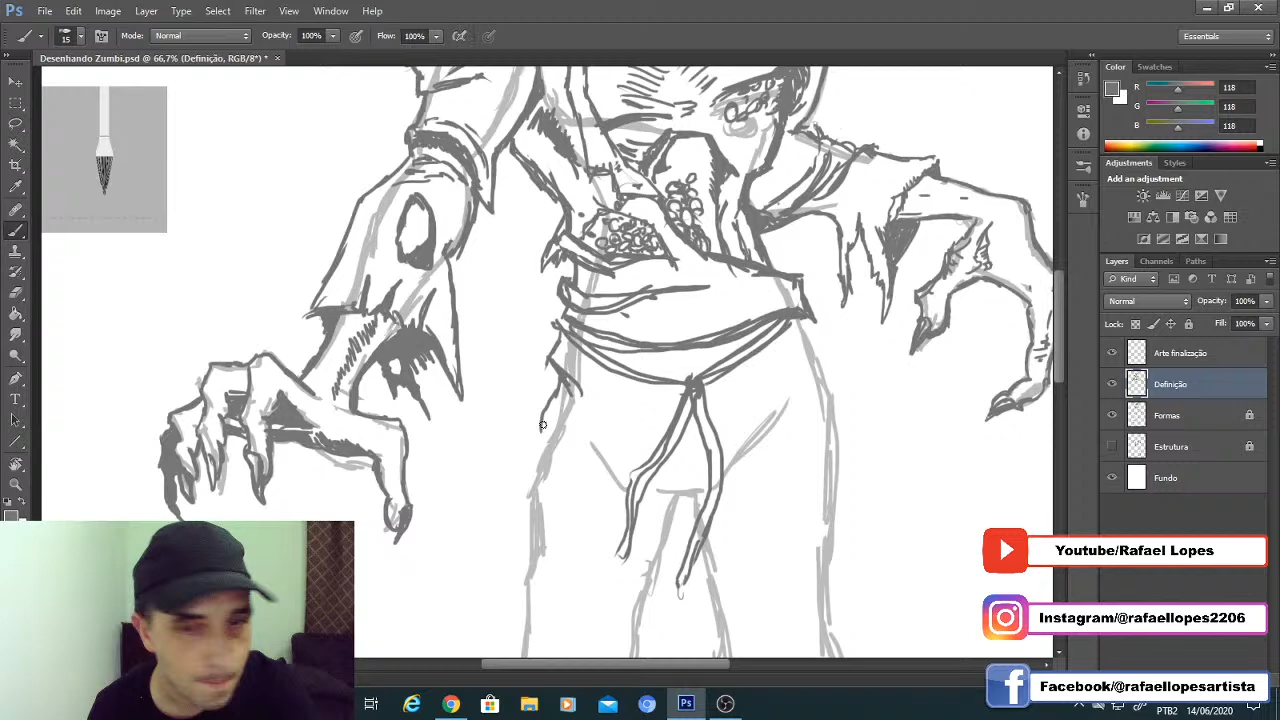 Ps File Edit Image Layer Type Select Filter View Window Help
15 Mode: Normal Opacity: 100% Flow: 100% Essentials
Desenhando Zumbi.psd @ 66,7% (Definição, RGB/8*) * ×
Color Swatches
R 118
G 118
B 118
Adjustments Styles
Add an adjustment
Layers Channels Paths
Kind
Normal Opacity: 100%
Lock: Fill: 100%
Arte finalização
Definição
Formas
Estrutura
Fundo
Youtube/Rafael Lopes
Instagram/@rafaellopes2206
Facebook/@rafaellopesartista
Ps PTB2 14/06/2020